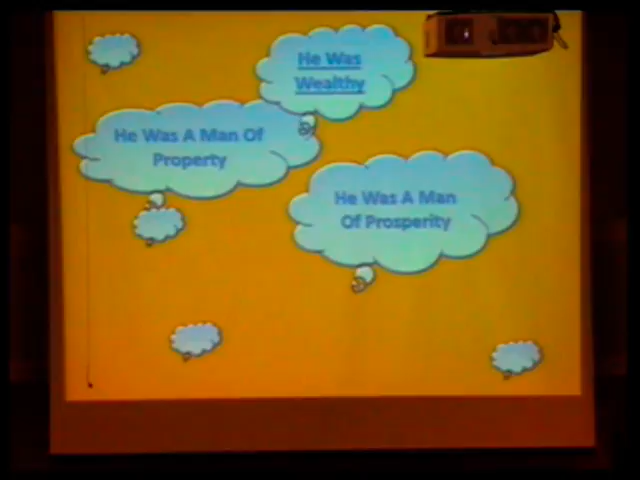 He Was
Wealthy
He Was A Man Of
Property
He Was A Man
Of Prosperity